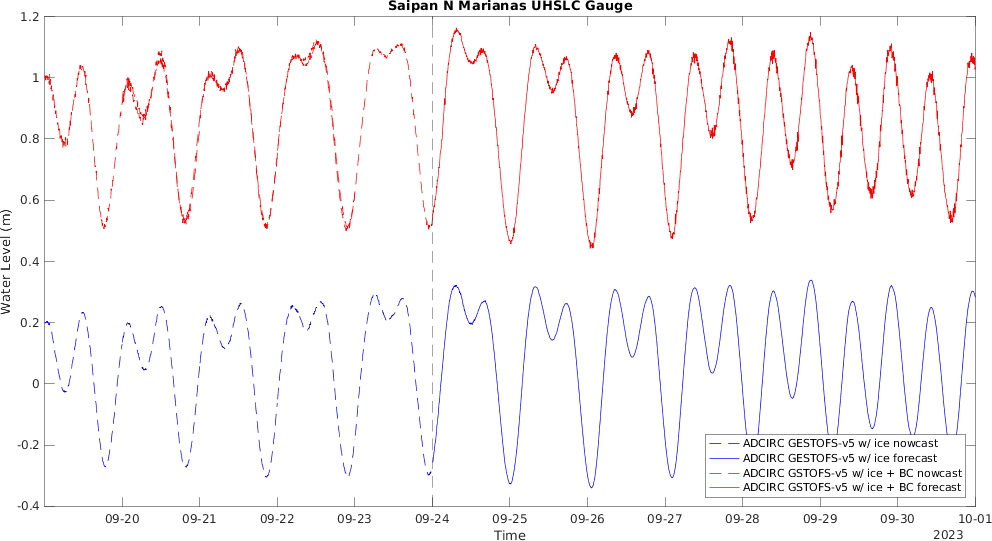 Saipan N Marianas UHSLC Gauge
1.2
1
0.8
0.6
0.4
0.2
0
-0.2
-0.4
Water Level (m)
ADCIRC GESTOFS-v5 w/ ice nowcast
ADCIRC GESTOFS-v5 w/ ice forecast
ADCIRC GSTOFS-v5 w/ ice + BC nowcast
ADCIRC GSTOFS-v5 w/ ice + BC forecast
09-20 09-21 09-22 09-23 09-24 09-25 09-26 09-27 09-28 09-29 09-30 10-01
Time
2023